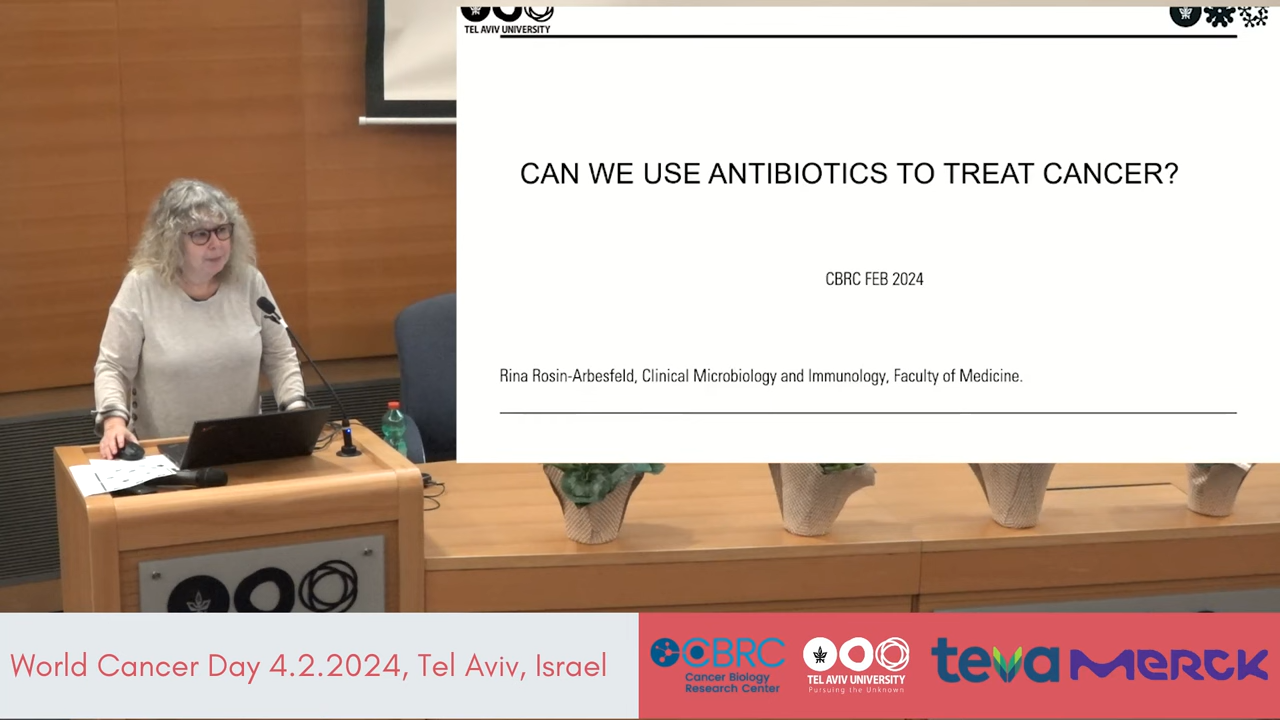 TEL AVIV UNIVERSITY
CAN WE USE ANTIBIOTICS TO TREAT CANCER?
CBRC FEB 2024
Rina Rosin-Arbesfeld, Clinical Microbiology and Immunology, Faculty of Medicine.
World Cancer Day 4.2.2024, Tel Aviv, Israel
CBRC
Cancer Biology
Research Center
TEL AVIV UNIVERSITY
Pursuing the Unknown
teva
MERCK